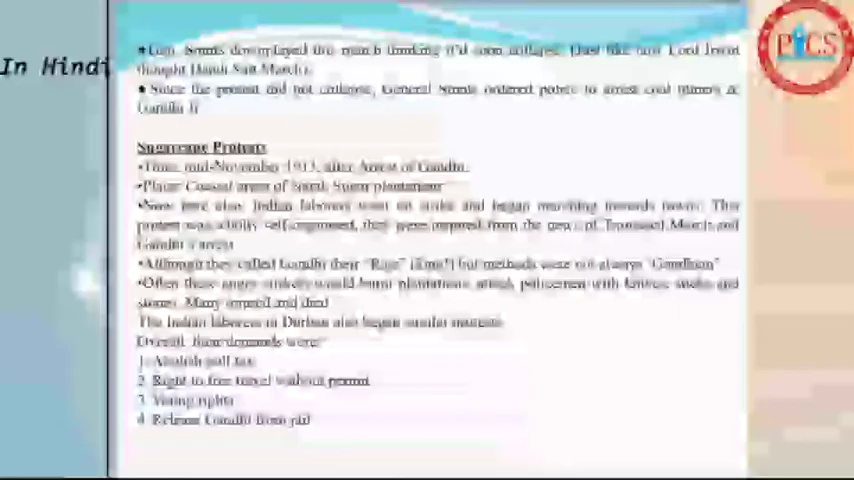 In Hindi
PiCS
•Gen. Smuts downplayed the march thinking it'd soon collapse. (Just like how Lord Irwin
thought Dandi Salt March).
•Since the protest did not collapse, General Smuts ordered police to arrest coal miners &
Gandhi Ji
Sugarcane Protests
•Time: mid-November 1913, after Arrest of Gandhi.
•Place: Coastal areas of Natal, Sugar plantations
•Now here also, Indian laborers went on strike and began marching towards towns. This
protest was wholly self-organised, they were inspired from the news of Transvaal March and
Gandhi's arrest
•Although they called Gandhi their "Raja" (King) but methods were not always "Gandhian"
•Often these angry strikers would burn plantations, attack policemen with knives, sticks and
stones. Many injured and died
The Indian laborers in Durban also began similar protests.
Overall, their demands were:
1. Abolish poll tax
2. Right to free travel without permit
3. Voting rights
4. Release Gandhi from jail